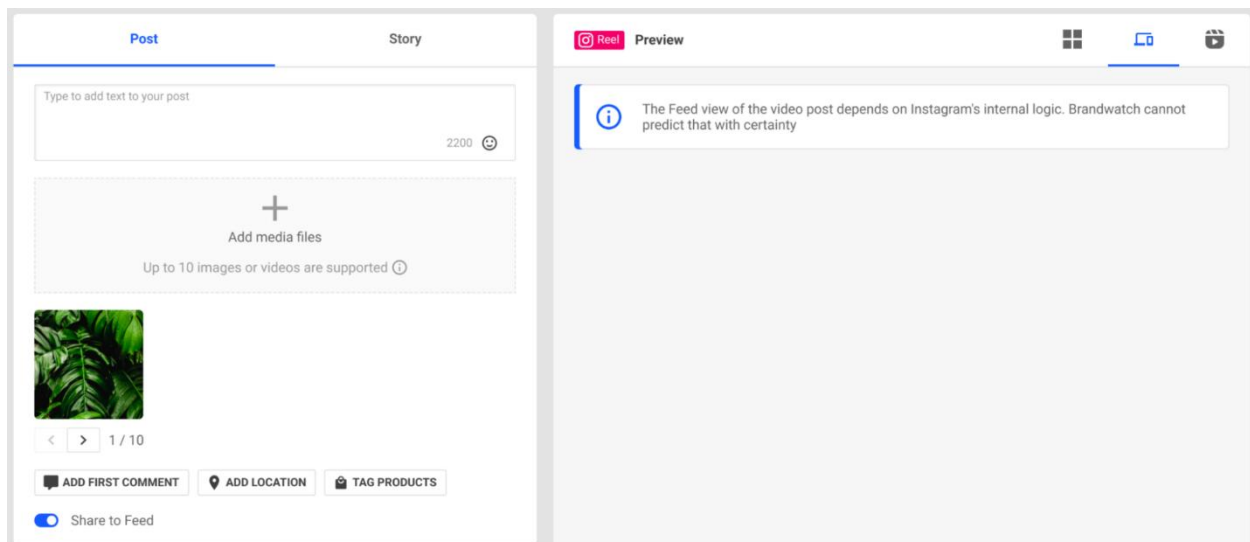 Post
Story
Type to add text to your post
2200
Add media files
Up to 10 images or videos are supported
1 / 10
ADD FIRST COMMENT
ADD LOCATION
TAG PRODUCTS
Share to Feed
Reel
Preview
The Feed view of the video post depends on Instagram's internal logic. Brandwatch cannot
predict that with certainty